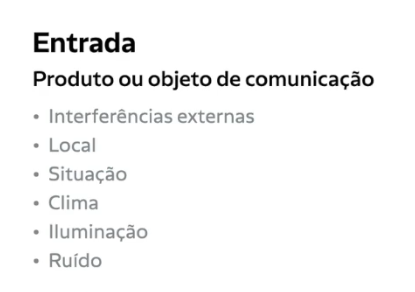 Entrada
Produto ou objeto de comunicação
• Interferências externas
• Local
• Situação
• Clima
• Iluminação
• Ruído